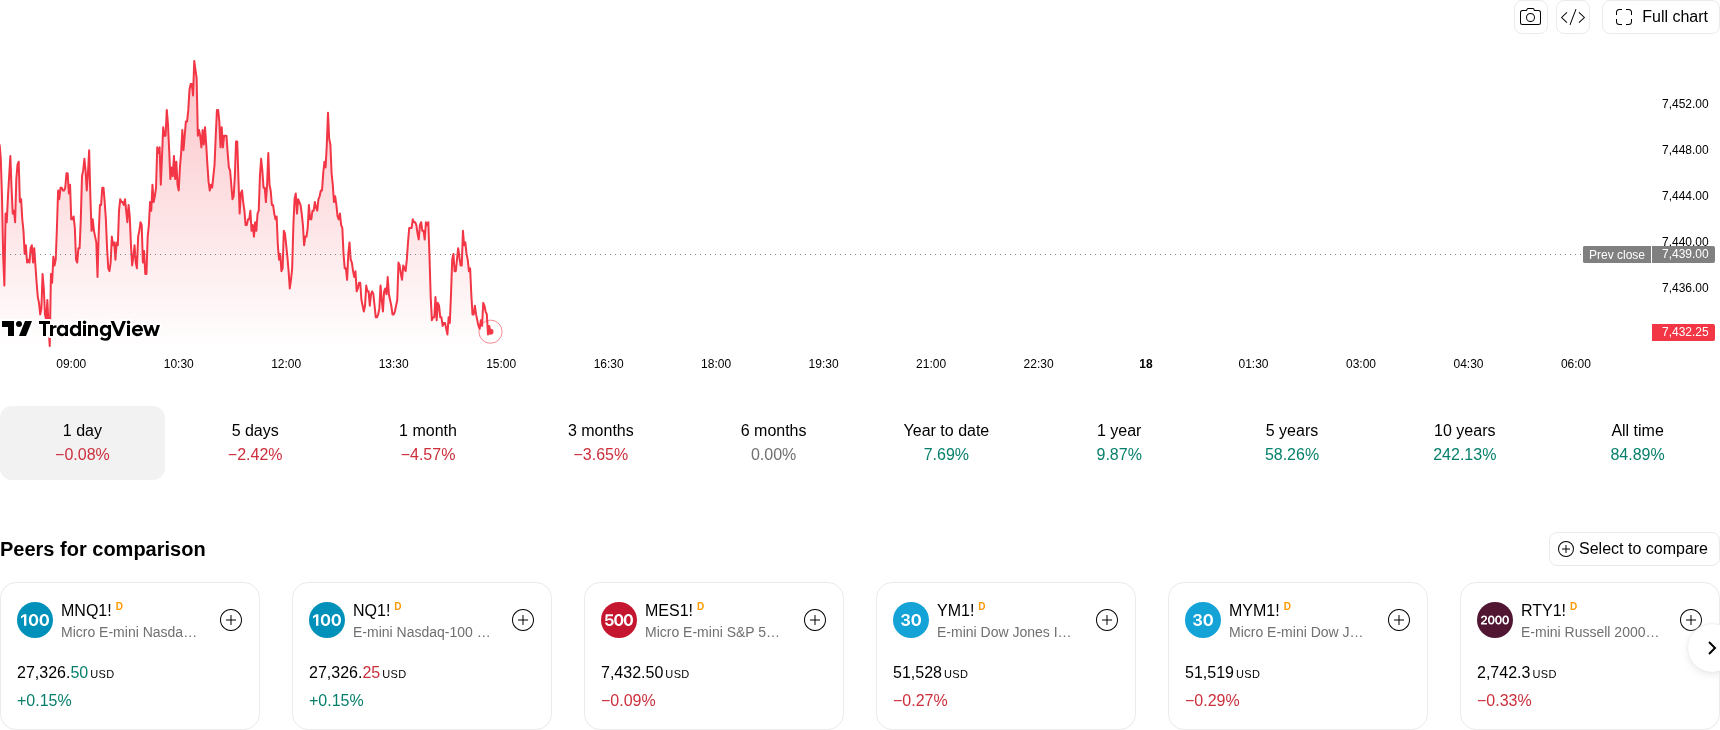 Full chart
7,452.00
7,448.00
7,444.00
7,440.00
Prev close 7,439.00
7,436.00
TradingView
7,432.25
09:00 10:30 12:00 13:30 15:00 16:30 18:00 19:30 21:00 22:30 18 01:30 03:00 04:30 06:00
1 day 5 days 1 month 3 months 6 months Year to date 1 year 5 years 10 years All time
−0.08% −2.42% −4.57% −3.65% 0.00% 7.69% 9.87% 58.26% 242.13% 84.89%
Peers for comparison
Select to compare
100 MNQ1! D
Micro E-mini Nasda…
27,326.50 USD
+0.15%
100 NQ1! D
E-mini Nasdaq-100 …
27,326.25 USD
+0.15%
500 MES1! D
Micro E-mini S&P 5…
7,432.50 USD
−0.09%
30 YM1! D
E-mini Dow Jones I…
51,528 USD
−0.27%
30 MYM1! D
Micro E-mini Dow J…
51,519 USD
−0.29%
2000 RTY1! D
E-mini Russell 2000…
2,742.3 USD
−0.33%